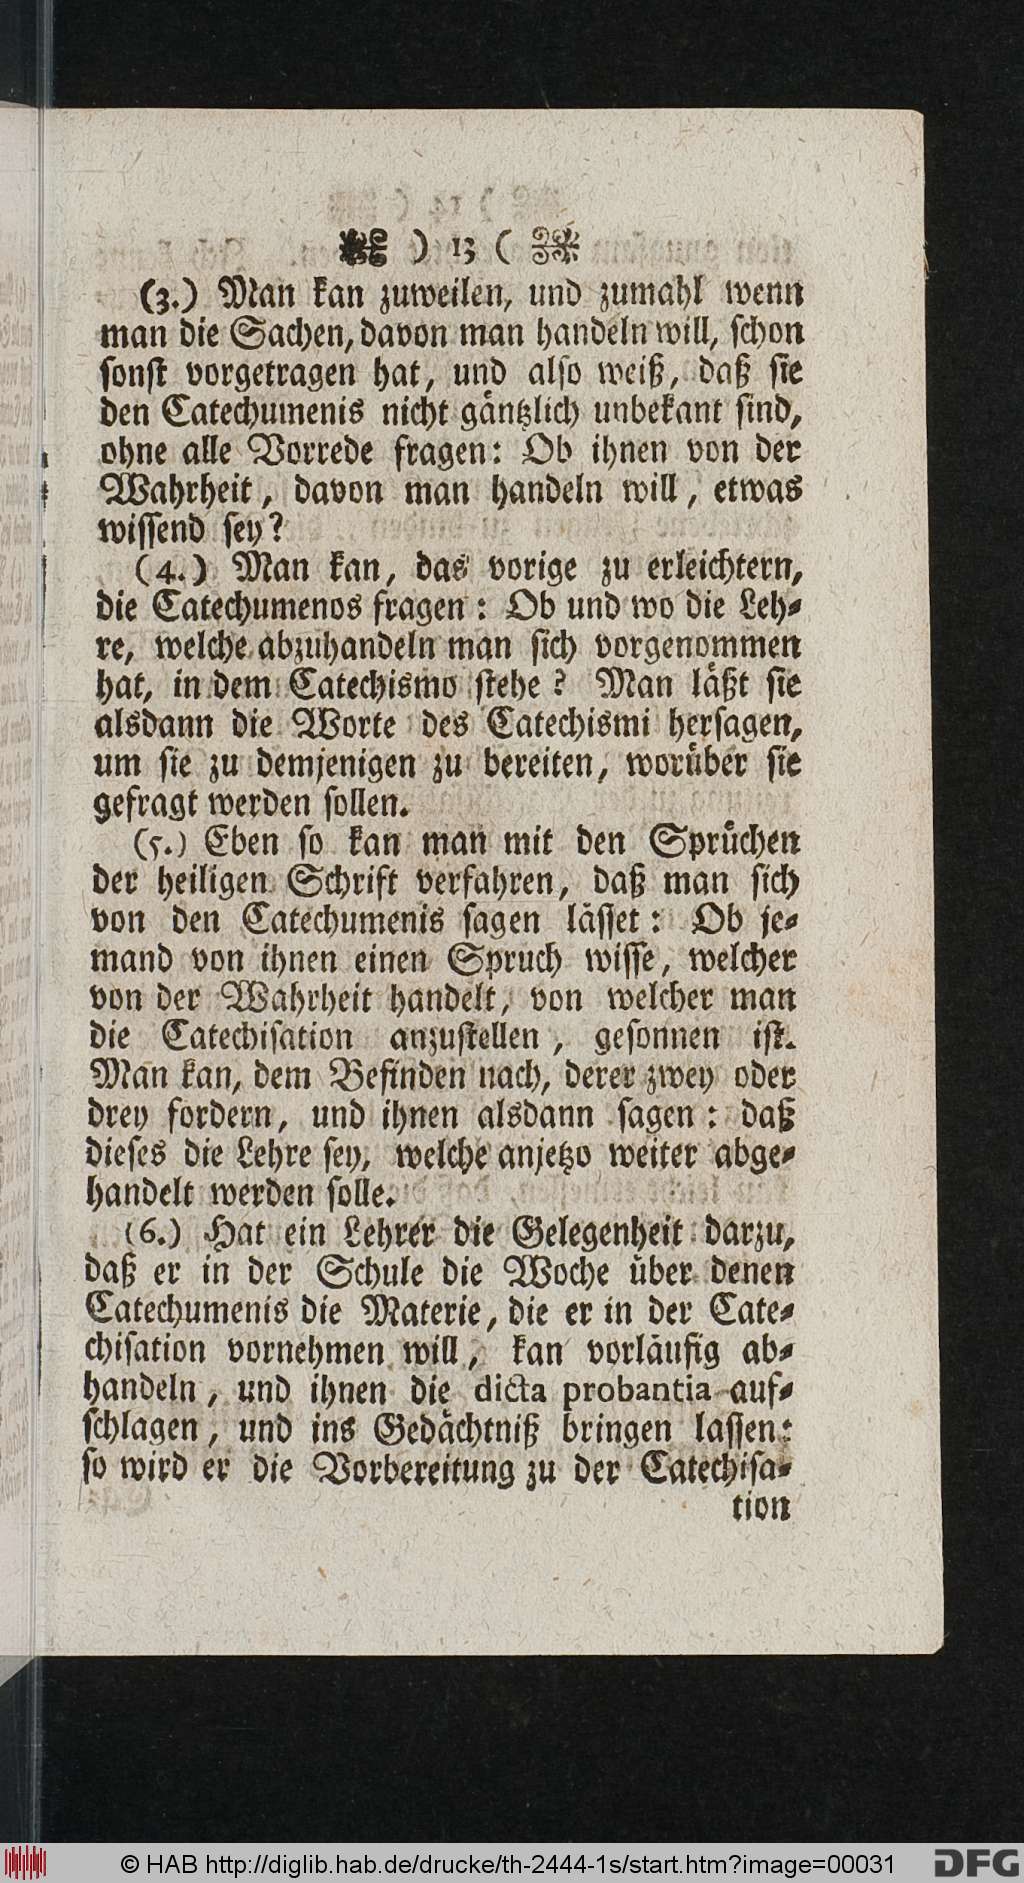 ) 13 (
(3.) Man kan zuweilen, und zumahl wenn
man die Sachen, davon man handeln will, schon
sonst vorgetragen hat, und also weiß, daß sie
den Catechumenis nicht gäntzlich unbekant sind,
ohne alle Vorrede fragen: Ob ihnen von der
Wahrheit, davon man handeln will, etwas
wissend sey?
(4.) Man kan, das vorige zu erleichtern,
die Catechumenos fragen: Ob und wo die Leh-
re, welche abzuhandeln man sich vorgenommen
hat, in dem Catechismo stehe? Man läßt sie
alsdann die Worte des Catechismi hersagen,
um sie zu demjenigen zu bereiten, worüber sie
gefragt werden sollen.
(5.) Eben so kan man mit den Sprüchen
der heiligen Schrift verfahren, daß man sich
von den Catechumenis sagen lässet: Ob je-
mand von ihnen einen Spruch wisse, welcher
von der Wahrheit handelt, von welcher man
die Catechisation anzustellen, gesonnen ist.
Man kan, dem Befinden nach, derer zwey oder
drey fordern, und ihnen alsdann sagen: daß
dieses die Lehre sey, welche anjetzo weiter abge-
handelt werden solle.
(6.) Hat ein Lehrer die Gelegenheit darzu,
daß er in der Schule die Woche über denen
Catechumenis die Materie, die er in der Cate-
chisation vornehmen will, kan vorläufig ab-
handeln, und ihnen die dicta probantia auf-
schlagen, und ins Gedächtniß bringen lassen:
so wird er die Vorbereitung zu der Catechisa-
tion
© HAB http://diglib.hab.de/drucke/th-2444-1s/start.htm?image=00031
DFG